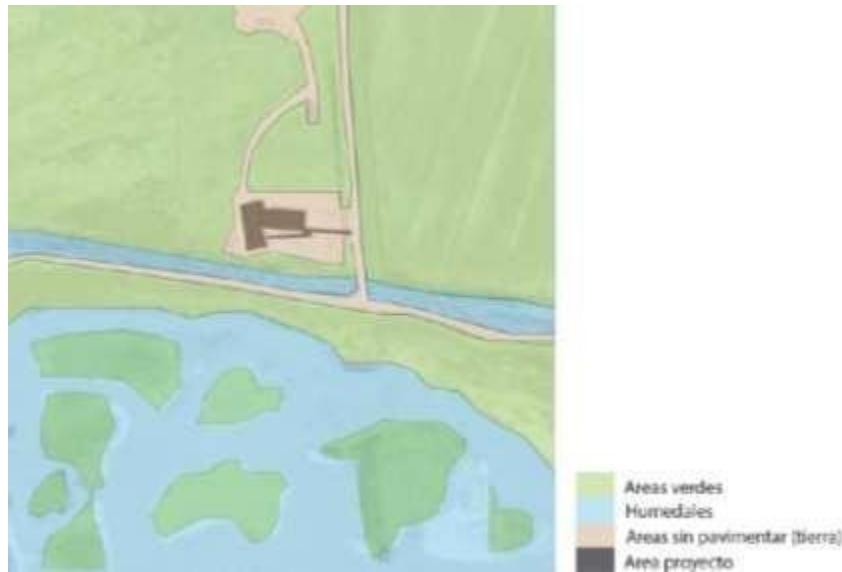 Areas verdes
Humedales
Areas sin pavimentar (tierra)
Area proyecto